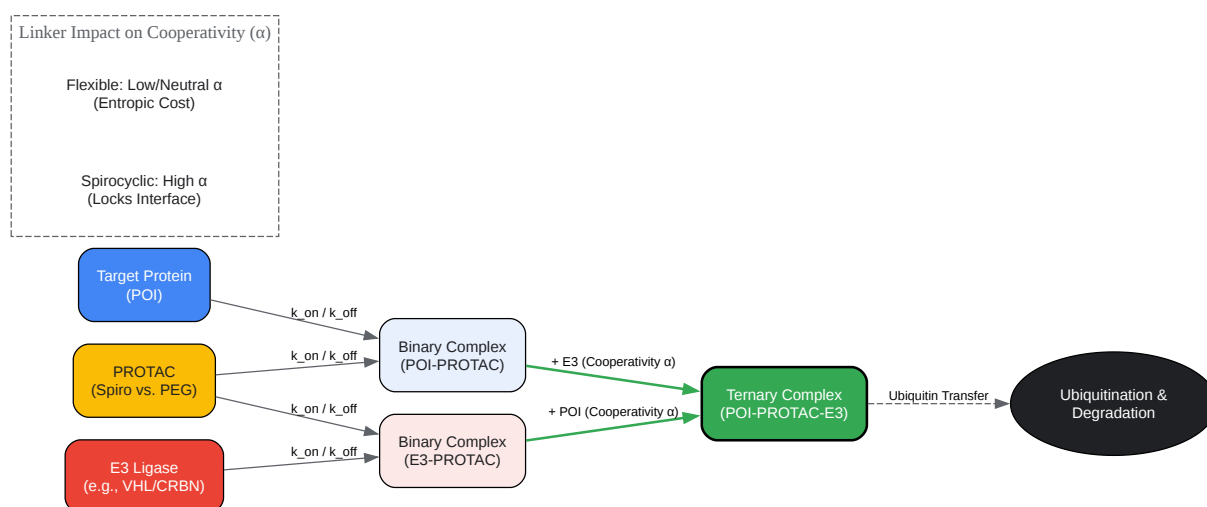 Linker Impact on Cooperativity (α)
Flexible: Low/Neutral α
(Entropic Cost)
Spirocyclic: High α
(Locks Interface)
Target Protein
(POI)
k_on / k_off
PROTAC
(Spiro vs. PEG)
k_on / k_off
k_on / k_off
E3 Ligase
(e.g., VHL/CRBN)
k_on / k_off
Binary Complex
(POI-PROTAC)
+ E3 (Cooperativity α)
Binary Complex
(E3-PROTAC)
+ POI (Cooperativity α)
Ternary Complex
(POI-PROTAC-E3)
Ubiquitin Transfer
Ubiquitination &
Degradation